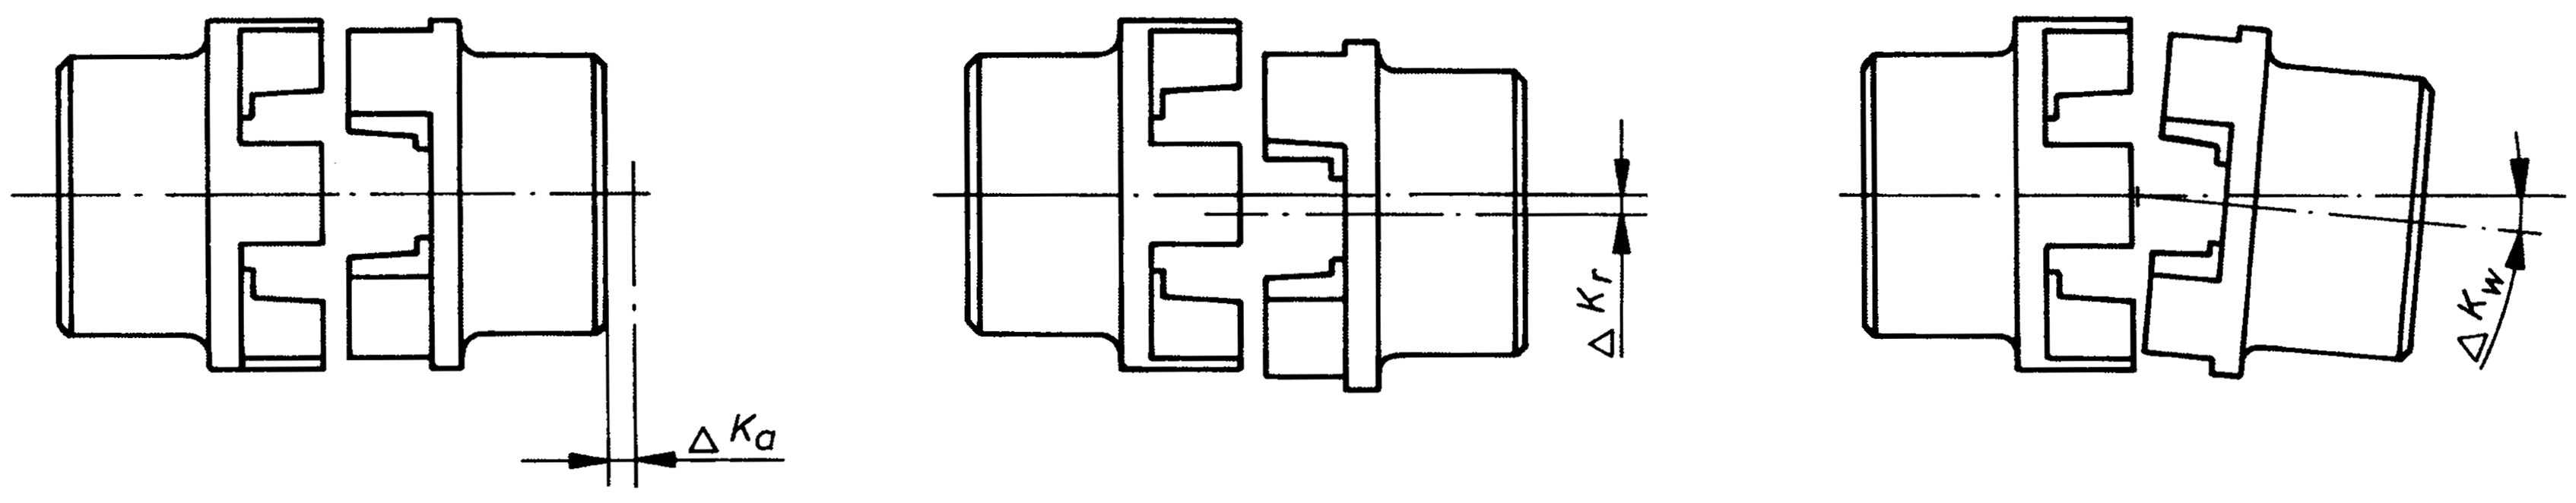 △ Ka
△ Kr
△ Kw